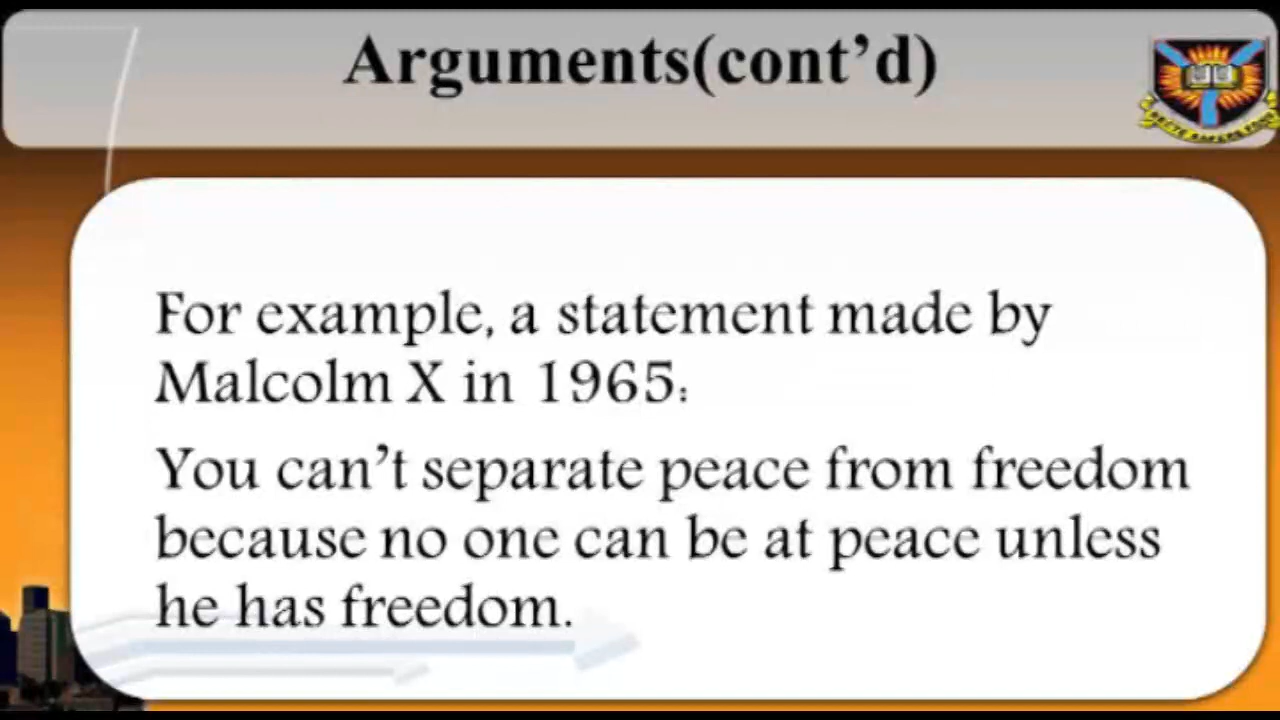 Arguments(cont’d)
For example, a statement made by
Malcolm X in 1965:
You can’t separate peace from freedom
because no one can be at peace unless
he has freedom.